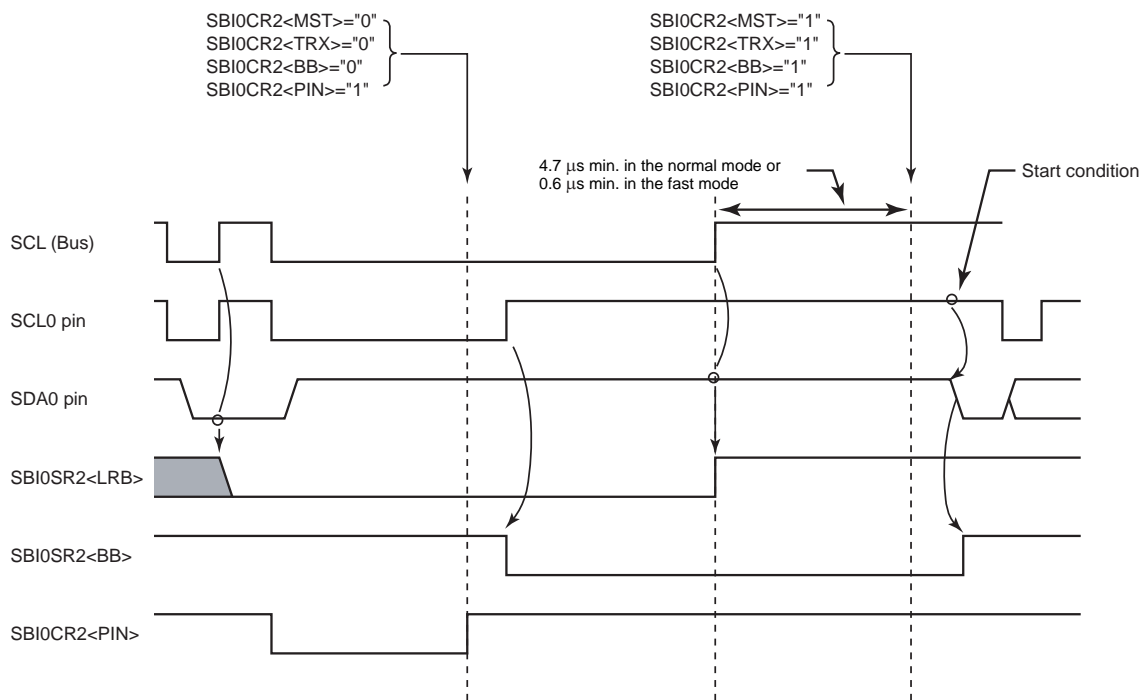 SBI0CR2<MST>="0"
SBI0CR2<TRX>="0"
SBI0CR2<BB>="0"
SBI0CR2<PIN>="1"
SBI0CR2<MST>="1"
SBI0CR2<TRX>="1"
SBI0CR2<BB>="1"
SBI0CR2<PIN>="1"
4.7 μs min. in the normal mode or
0.6 μs min. in the fast mode
Start condition
SCL (Bus)
SCL0 pin
SDA0 pin
SBI0SR2<LRB>
SBI0SR2<BB>
SBI0CR2<PIN>